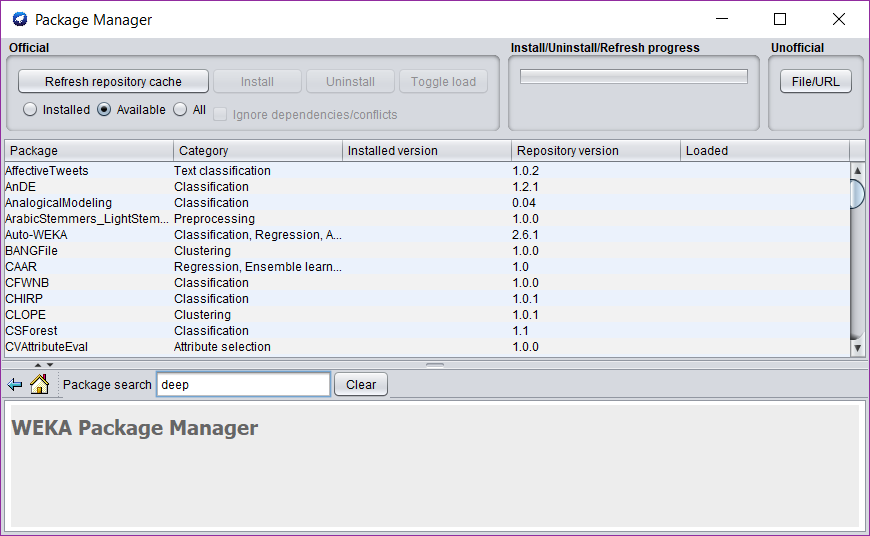 Package Manager
Official
Install/Uninstall/Refresh progress
Unofficial
Refresh repository cache
Install
Uninstall
Toggle load
File/URL
Installed
Available
All
Ignore dependencies/conflicts
Package Category Installed version Repository version Loaded
AffectiveTweets Text classification 1.0.2
AnDE Classification 1.2.1
AnalogicalModeling Classification 0.04
ArabicStemmers_LightStem... Preprocessing 1.0.0
Auto-WEKA Classification, Regression, A... 2.6.1
BANGFile Clustering 1.0.0
CAAR Regression, Ensemble learn... 1.0
CFWNB Classification 1.0.0
CHIRP Classification 1.0.1
CLOPE Clustering 1.0.1
CSForest Classification 1.1
CVAttributeEval Attribute selection 1.0.0
Package search deep Clear
WEKA Package Manager